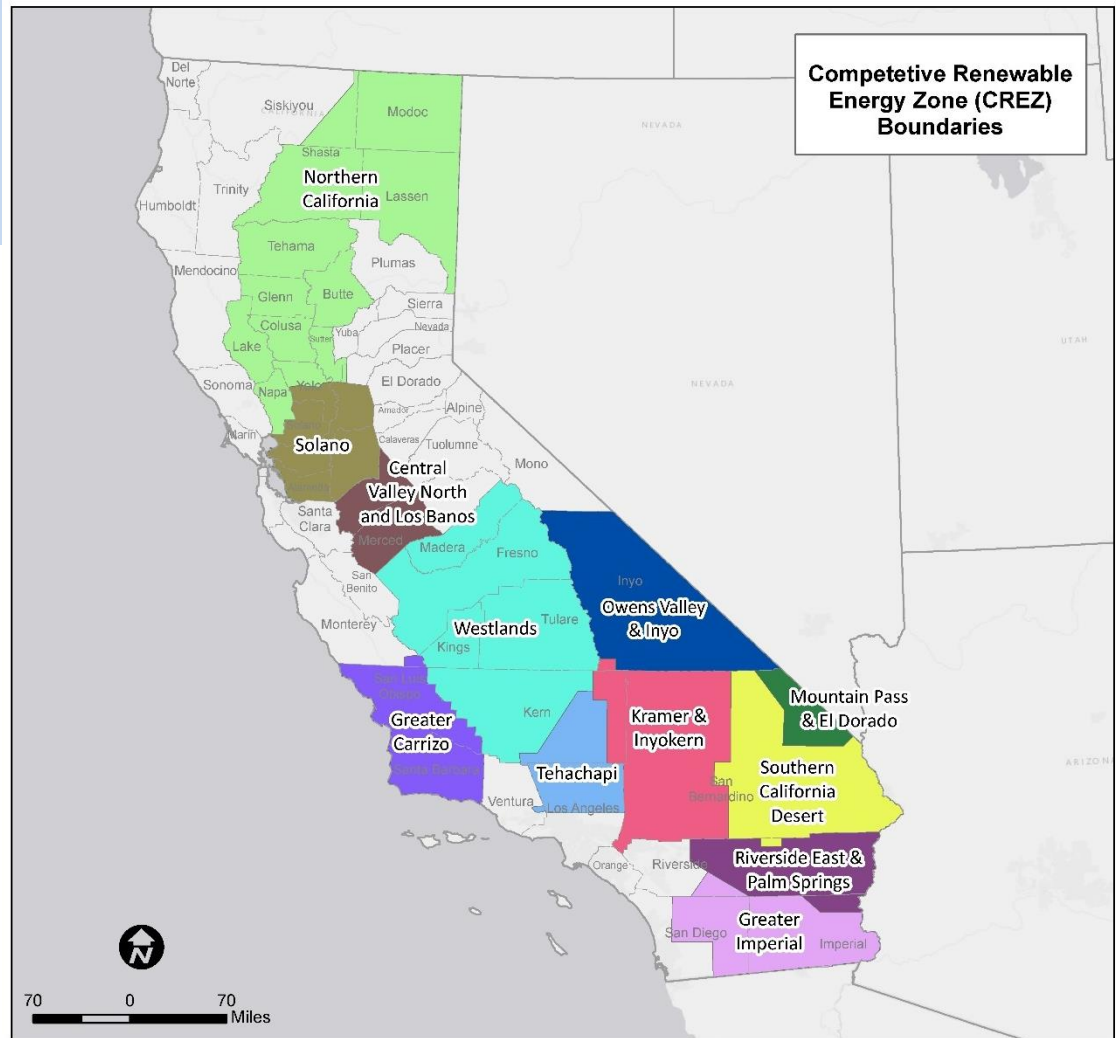 Competetive Renewable
Energy Zone (CREZ)
Boundaries
Del
Norte
Siskiyou
CALIFORNIA
Modoc
NEVADA
Shasta
Northern
California
Trinity
Lassen
Humboldt
Tehama
Plumas
Mendocino
Glenn
Butte
Sierra
Colusa
Sutter
Yuba
Nevada
Lake
Placer
UTAH
Sonoma
Napa
Yolo
El Dorado
NEVADA
Amador
Alpine
Marin
Solano
Calaveras
Tuolumne
Mono
Central
Valley North
and Los Banos
Santa
Clara
Merced
Madera
Fresno
San
Benito
Inyo
Owens Valley
& Inyo
Monterey
Westlands
Tulare
Kings
San Luis
Obispo
Greater
Carrizo
Kern
Kramer &
Inyokern
Mountain Pass
& El Dorado
Santa Barbara
Tehachapi
San
Bernardino
Southern
California
Desert
ARIZONA
Ventura
Los Angeles
Orange
Riverside
Riverside East &
Palm Springs
San Diego
Greater
Imperial
Imperial
N
70 0 70
Miles